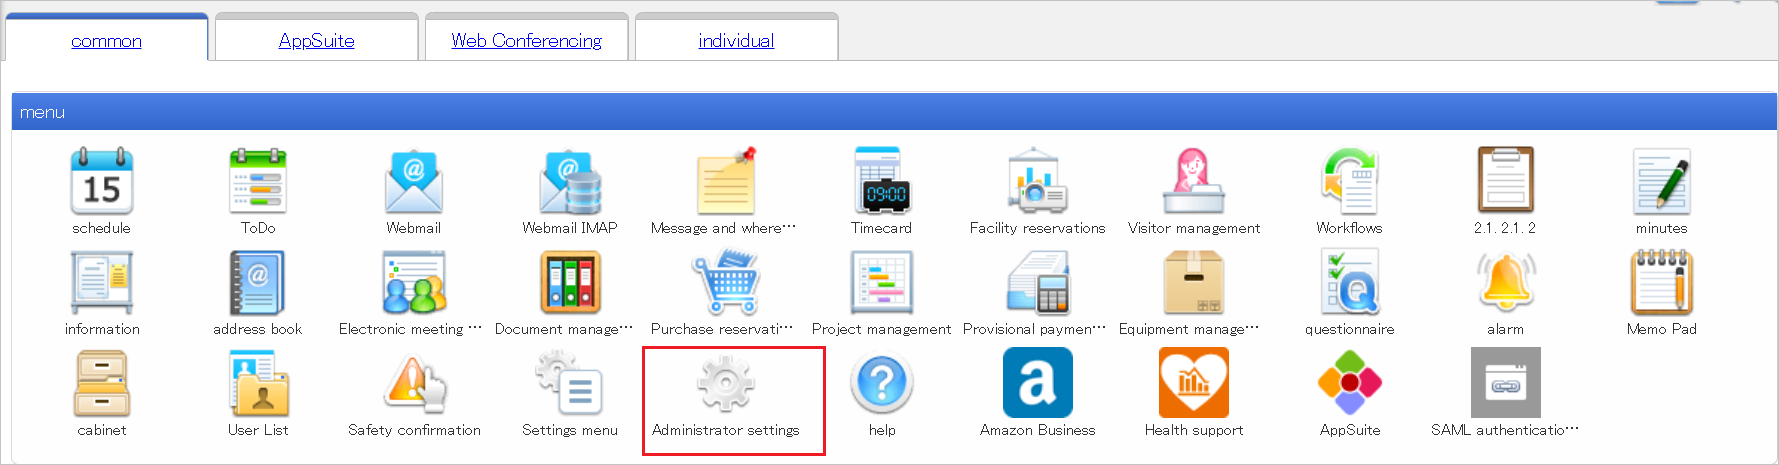 common AppSuite Web Conferencing individual
menu
15 09:00
schedule ToDo Webmail Webmail IMAP Message and where… Timecard Facility reservations Visitor management Workflows 2.1. 2.1. 2 minutes
information address book Electronic meeting … Document manage… Purchase reservati… Project management Provisional paymen… Equipment manage… questionnaire alarm Memo Pad
cabinet User List Safety confirmation Settings menu Administrator settings help Amazon Business Health support AppSuite SAML authenticatio…